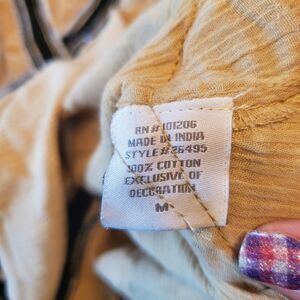 RN # 101206
MADE IN INDIA
STYLE # 26495
100% COTTON
EXCLUSIVE OF
DECORATION
M